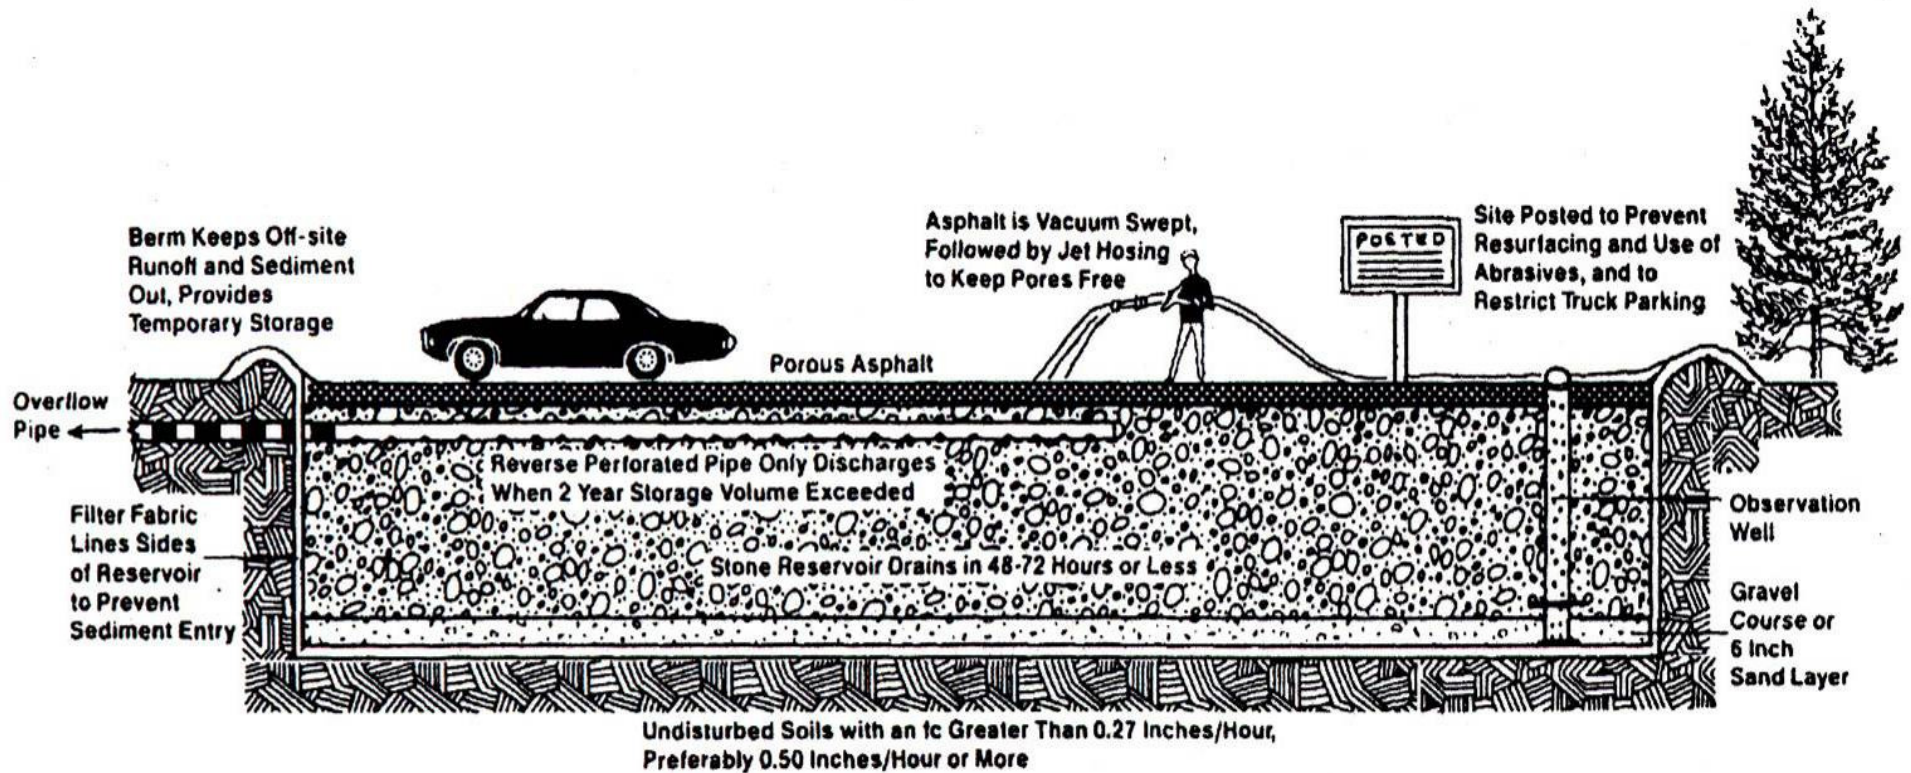 Berm Keeps Off-site
Runoff and Sediment
Out, Provides
Temporary Storage
Asphalt is Vacuum Swept,
Followed by Jet Hosing
to Keep Pores Free
POSTED
Site Posted to Prevent
Resurfacing and Use of
Abrasives, and to
Restrict Truck Parking
Porous Asphalt
Overflow
Pipe
Reverse Perforated Pipe Only Discharges
When 2 Year Storage Volume Exceeded
Filter Fabric
Lines Sides
of Reservoir
to Prevent
Sediment Entry
Stone Reservoir Drains in 48-72 Hours or Less
Observation
Well
Gravel
Course or
6 Inch
Sand Layer
Undisturbed Soils with an fc Greater Than 0.27 Inches/Hour,
Preferably 0.50 Inches/Hour or More